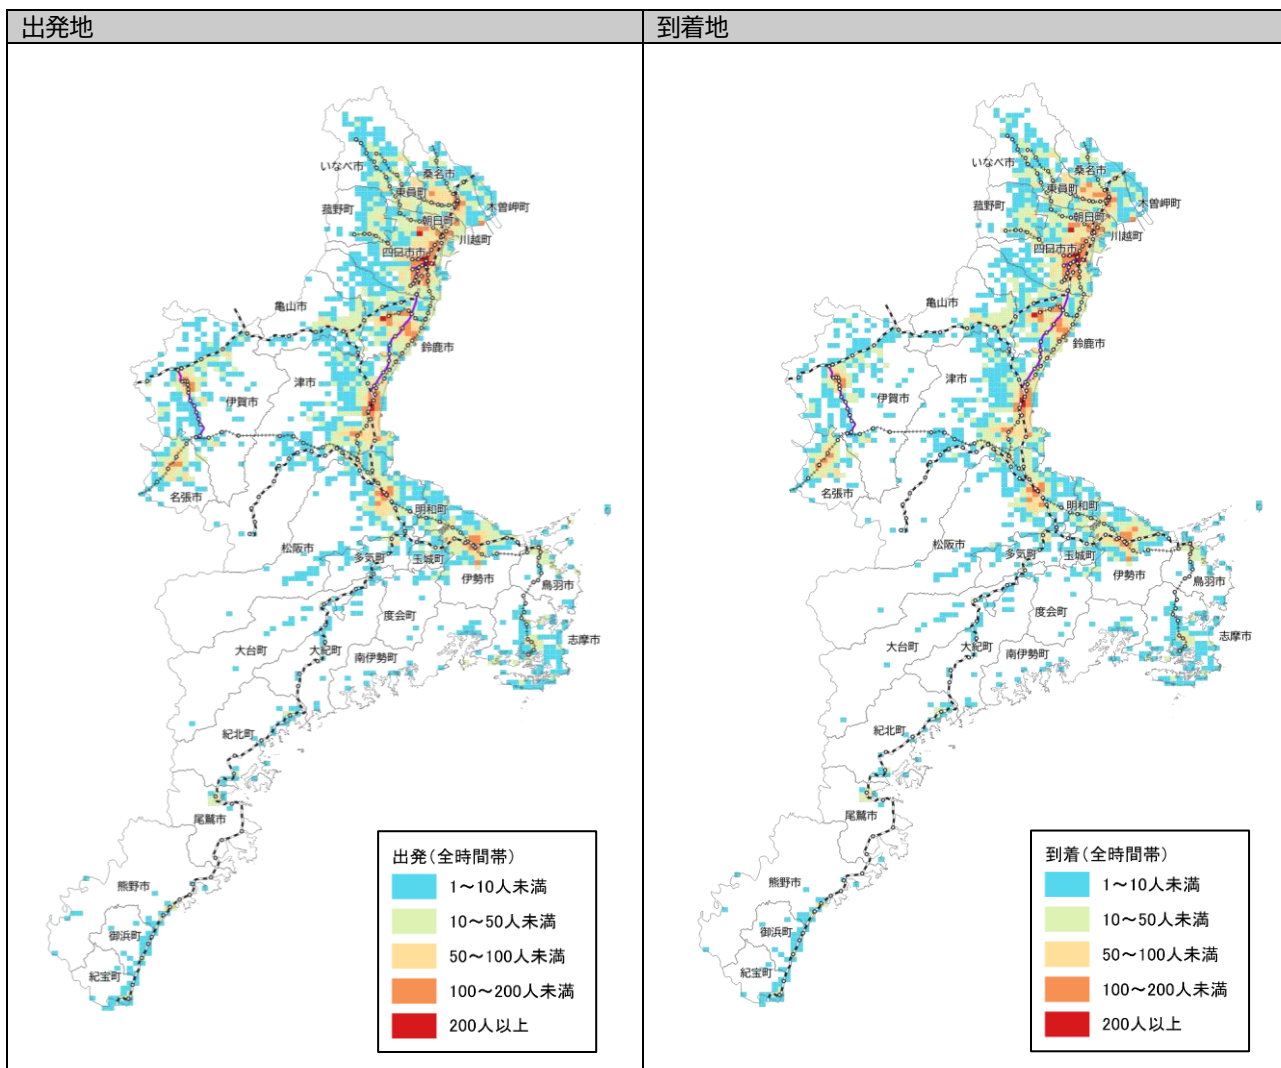 出発地
到着地
いなべ市
桑名市
東員町
木曽岬町
菰野町
朝日町
川越町
四日市市
亀山市
鈴鹿市
津市
伊賀市
名張市
明和町
松阪市
多気町
玉城町
伊勢市
鳥羽市
度会町
志摩市
大台町
大紀町
南伊勢町
紀北町
尾鷲市
熊野市
御浜町
紀宝町
出発(全時間帯)
1~10人未満
10~50人未満
50~100人未満
100~200人未満
200人以上
いなべ市
桑名市
東員町
木曽岬町
菰野町
朝日町
川越町
四日市市
亀山市
鈴鹿市
津市
伊賀市
名張市
明和町
松阪市
多気町
玉城町
伊勢市
鳥羽市
度会町
志摩市
大台町
大紀町
南伊勢町
紀北町
尾鷲市
熊野市
御浜町
紀宝町
到着(全時間帯)
1~10人未満
10~50人未満
50~100人未満
100~200人未満
200人以上